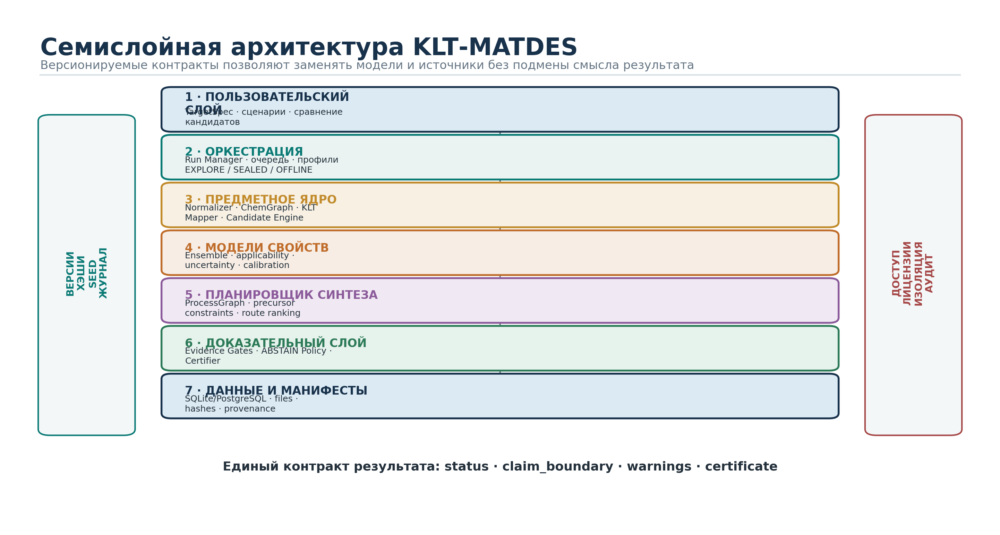 Семислойная архитектура KLT-MATDES
Версионируемые контракты позволяют заменять модели и источники без подмены смысла результата
1 · ПОЛЬЗОВАТЕЛЬСКИЙ
СЛОЙ
TargetSpec · сценарии · сравнение
кандидатов
2 · ОРКЕСТРАЦИЯ
Run Manager · очередь · профили
EXPLORE / SEALED / OFFLINE
3 · ПРЕДМЕТНОЕ ЯДРО
Normalizer · ChemGraph · KLT
Mapper · Candidate Engine
4 · МОДЕЛИ СВОЙСТВ
Ensemble · applicability ·
uncertainty · calibration
5 · ПЛАНИРОВЩИК СИНТЕЗА
ProcessGraph · precursor
constraints · route ranking
6 · ДОКАЗАТЕЛЬНЫЙ СЛОЙ
Evidence Gates · ABSTAIN Policy ·
Certifier
7 · ДАННЫЕ И МАНИФЕСТЫ
SQLite/PostgreSQL · files ·
hashes · provenance
ВЕРСИИ
ХЭШИ
SEED
ЖУРНАЛ
ДОСТУП
ЛИЦЕНЗИИ
ИЗОЛЯЦИЯ
АУДИТ
Единый контракт результата: status · claim_boundary · warnings · certificate